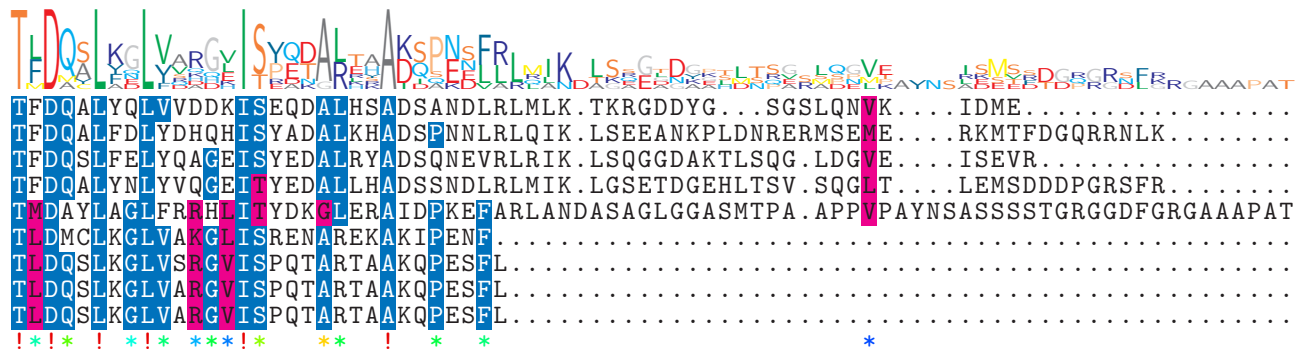 TFDQALYQLVVDDKISEQDALHSADSANDLRLMLK.TKRGDDYG...SGSLQNVK....IDME.................
TFDQALFDLYDHQHISYADALKHADSPNNLRLQIK.LSEEANKPLDNRERMSEME....RKMTFDGQRRNLK........
TFDQSLFELYQAGEISYEDALRYADSQNEVRLRIK.LSQGGDAKTLSQG.LDGVE....ISEVR................
TFDQALYNLYVQGEITYEDALLHADSSNDLRLMIK.LGSETDGEHLTSV.SQGLT....LEMSDDDPGRSFR........
TMDAYLAGLFRRHLITYDKGLERAIDPKEFARLANDASAGLGGASMTPA.APPVPAYNSASSSSTGRGGDFGRGAAAPAT
TLDMCLKGLVAKGLISRENAREKAKIPENF..................................................
TLDQSLKGLVSRGVISPQTARTAAKQPESFL.................................................
TLDQSLKGLVARGVISPQTARTAAKQPESFL.................................................
TLDQSLKGLVARGVISPQTARTAAKQPESFL.................................................
!*!* ! *!* ***!*   **  !  *  *                       *